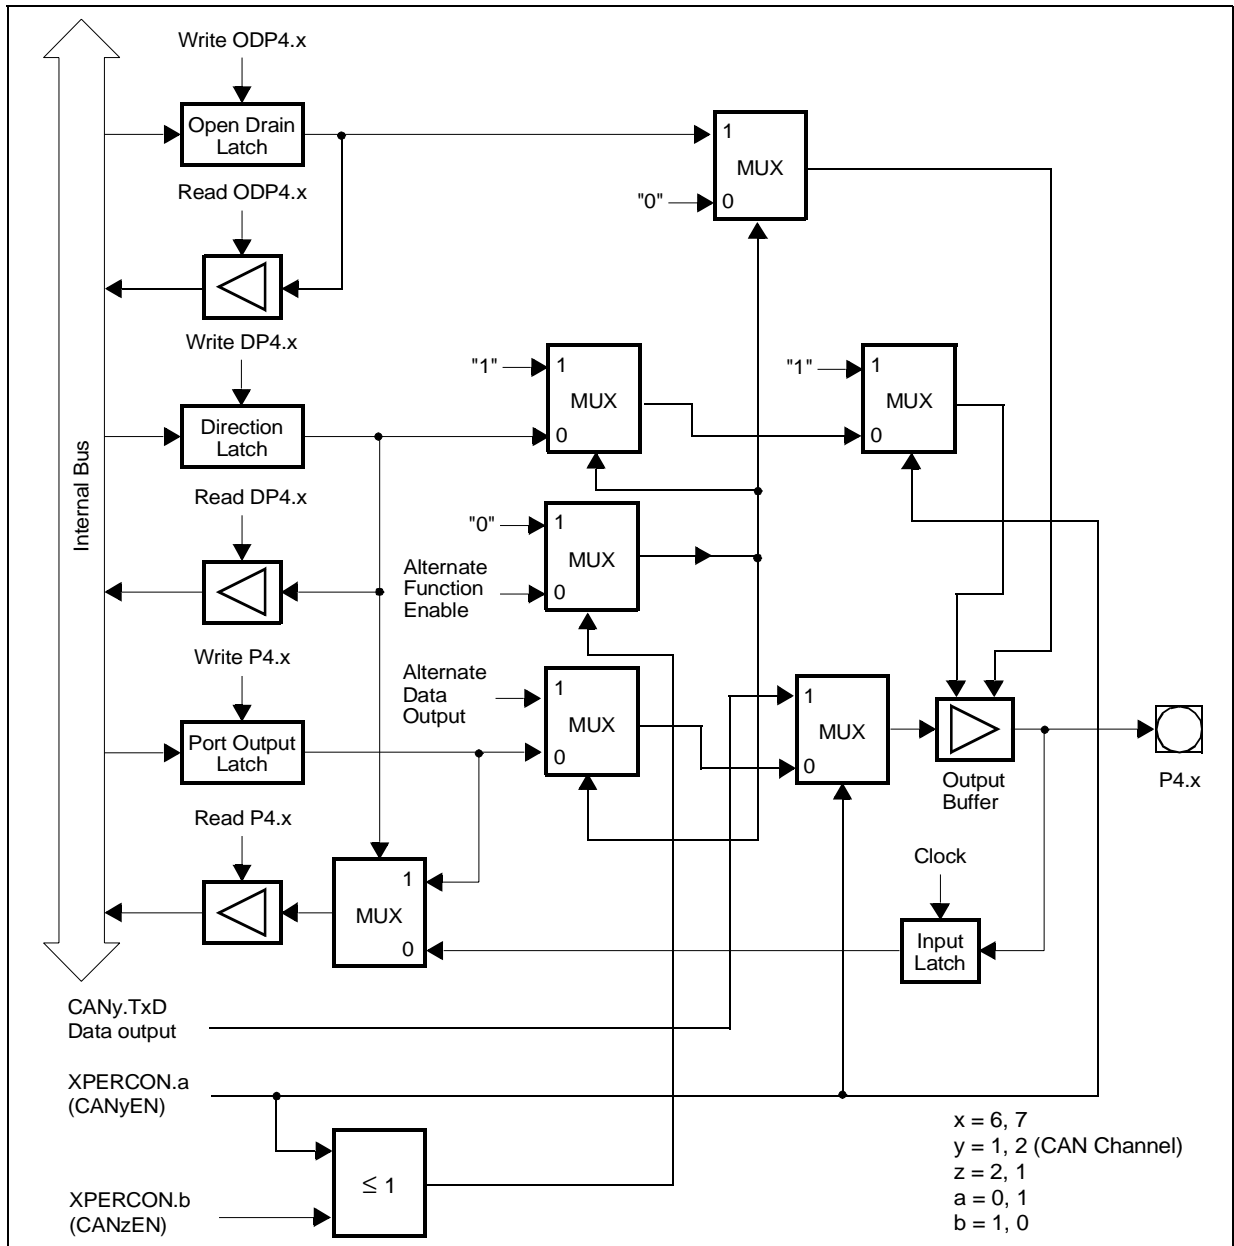 Write ODP4.x
Open Drain
Latch
1
MUX
"0"
0
Read ODP4.x
Write DP4.x
"1"
1
MUX
0
"1"
1
MUX
0
Direction
Latch
Internal Bus
Read DP4.x
"0"
1
MUX
0
Alternate
Function
Enable
Write P4.x
Alternate
Data
Output
1
MUX
0
1
MUX
0
Port Output
Latch
Output
Buffer
P4.x
Read P4.x
1
MUX
0
Clock
Input
Latch
CANy.TxD
Data output
XPERCON.a
(CANyEN)
≤ 1
XPERCON.b
(CANzEN)
x = 6, 7
y = 1, 2 (CAN Channel)
z = 2, 1
a = 0, 1
b = 1, 0